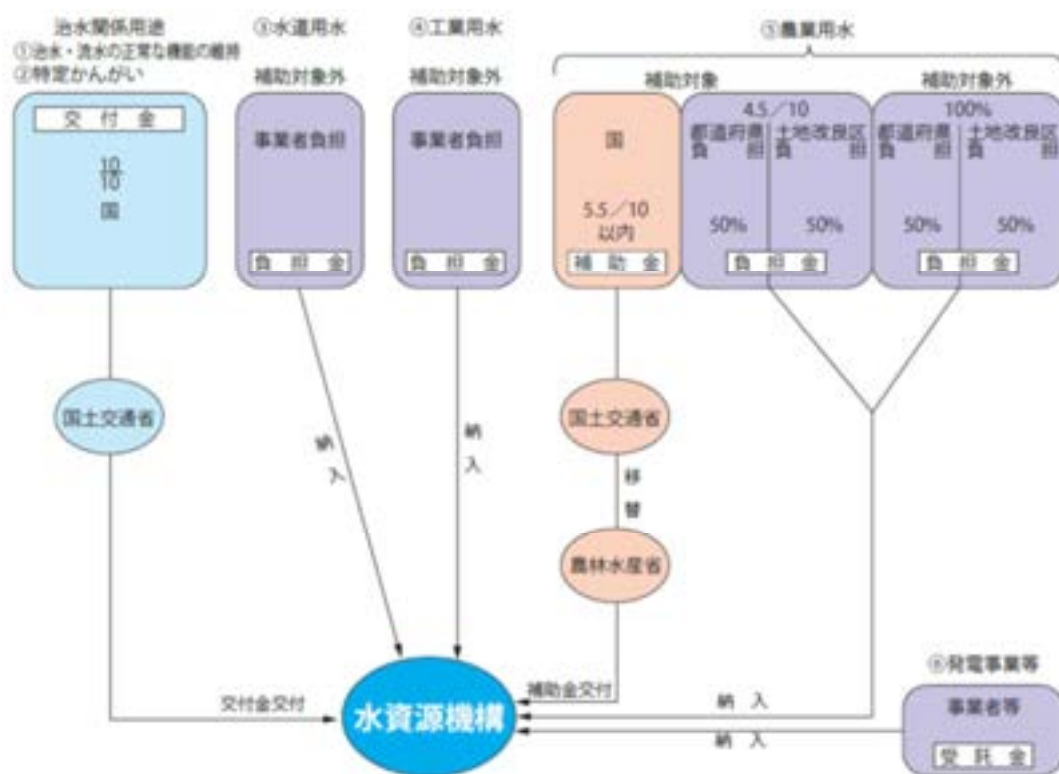 治水関係用途
①治水・流水の正常な機能の維持
②特定かんがい
交付金
10
10
国
③水道用水
補助対象外
事業者負担
負担金
④工業用水
補助対象外
事業者負担
負担金
⑤農業用水
補助対象
国
5.5/10
以内
補助金
4.5/10
都道府県
負担
土地改良区
負担
50%
50%
負担金
補助対象外
100%
都道府県
負担
土地改良区
負担
50%
50%
負担金
国土交通省
納入
納入
国土交通省
移替
農林水産省
交付金交付
水資源機構
補助金交付
納入
納入
⑥発電事業等
事業者等
受託金